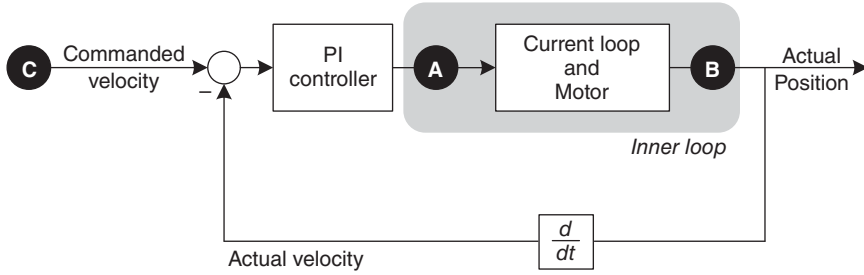 C
Commanded
velocity
–
PI
controller
A
Current loop
and
Motor
B
Actual
Position
Inner loop
d
dt
Actual velocity